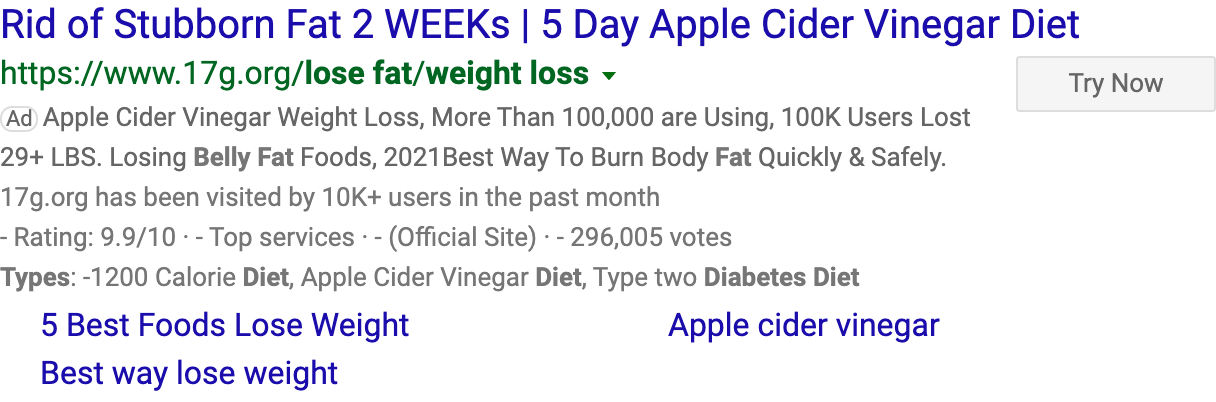 Rid of Stubborn Fat 2 WEEKs | 5 Day Apple Cider Vinegar Diet
https://www.17g.org/lose fat/weight loss
Try Now
Ad Apple Cider Vinegar Weight Loss, More Than 100,000 are Using, 100K Users Lost
29+ LBS. Losing Belly Fat Foods, 2021Best Way To Burn Body Fat Quickly & Safely.
17g.org has been visited by 10K+ users in the past month
- Rating: 9.9/10 · - Top services · - (Official Site) · - 296,005 votes
Types: -1200 Calorie Diet, Apple Cider Vinegar Diet, Type two Diabetes Diet
5 Best Foods Lose Weight
Apple cider vinegar
Best way lose weight